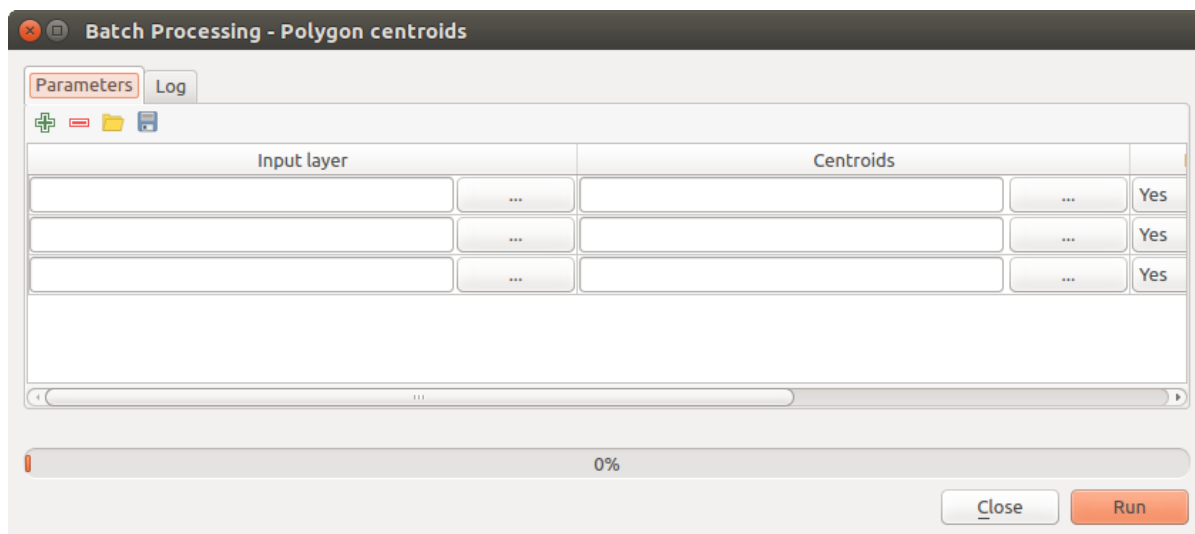 Batch Processing - Polygon centroids
Parameters Log
Input layer Centroids
... ... Yes
... ... Yes
... ... Yes
0%
Close Run